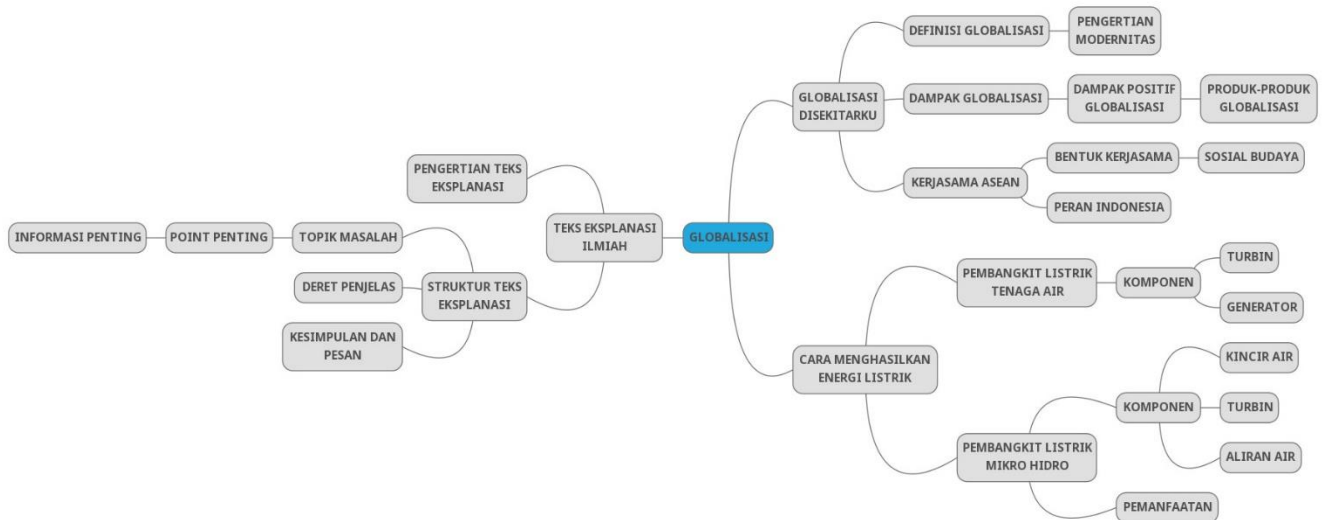 GLOBALISASI
GLOBALISASI
DISEKITARKU
DEFINISI GLOBALISASI
PENGERTIAN
MODERNITAS
DAMPAK GLOBALISASI
DAMPAK POSITIF
GLOBALISASI
PRODUK-PRODUK
GLOBALISASI
KERJASAMA ASEAN
BENTUK KERJASAMA
SOSIAL BUDAYA
PERAN INDONESIA
CARA MENGHASILKAN
ENERGI LISTRIK
PEMBANGKIT LISTRIK
TENAGA AIR
KOMPONEN
TURBIN
GENERATOR
PEMBANGKIT LISTRIK
MIKRO HIDRO
KOMPONEN
KINCIR AIR
TURBIN
ALIRAN AIR
PEMANFAATAN
TEKS EKSPLANASI
ILMIAH
PENGERTIAN TEKS
EKSPLANASI
STRUKTUR TEKS
EKSPLANASI
TOPIK MASALAH
POINT PENTING
INFORMASI PENTING
DERET PENJELAS
KESIMPULAN DAN
PESAN